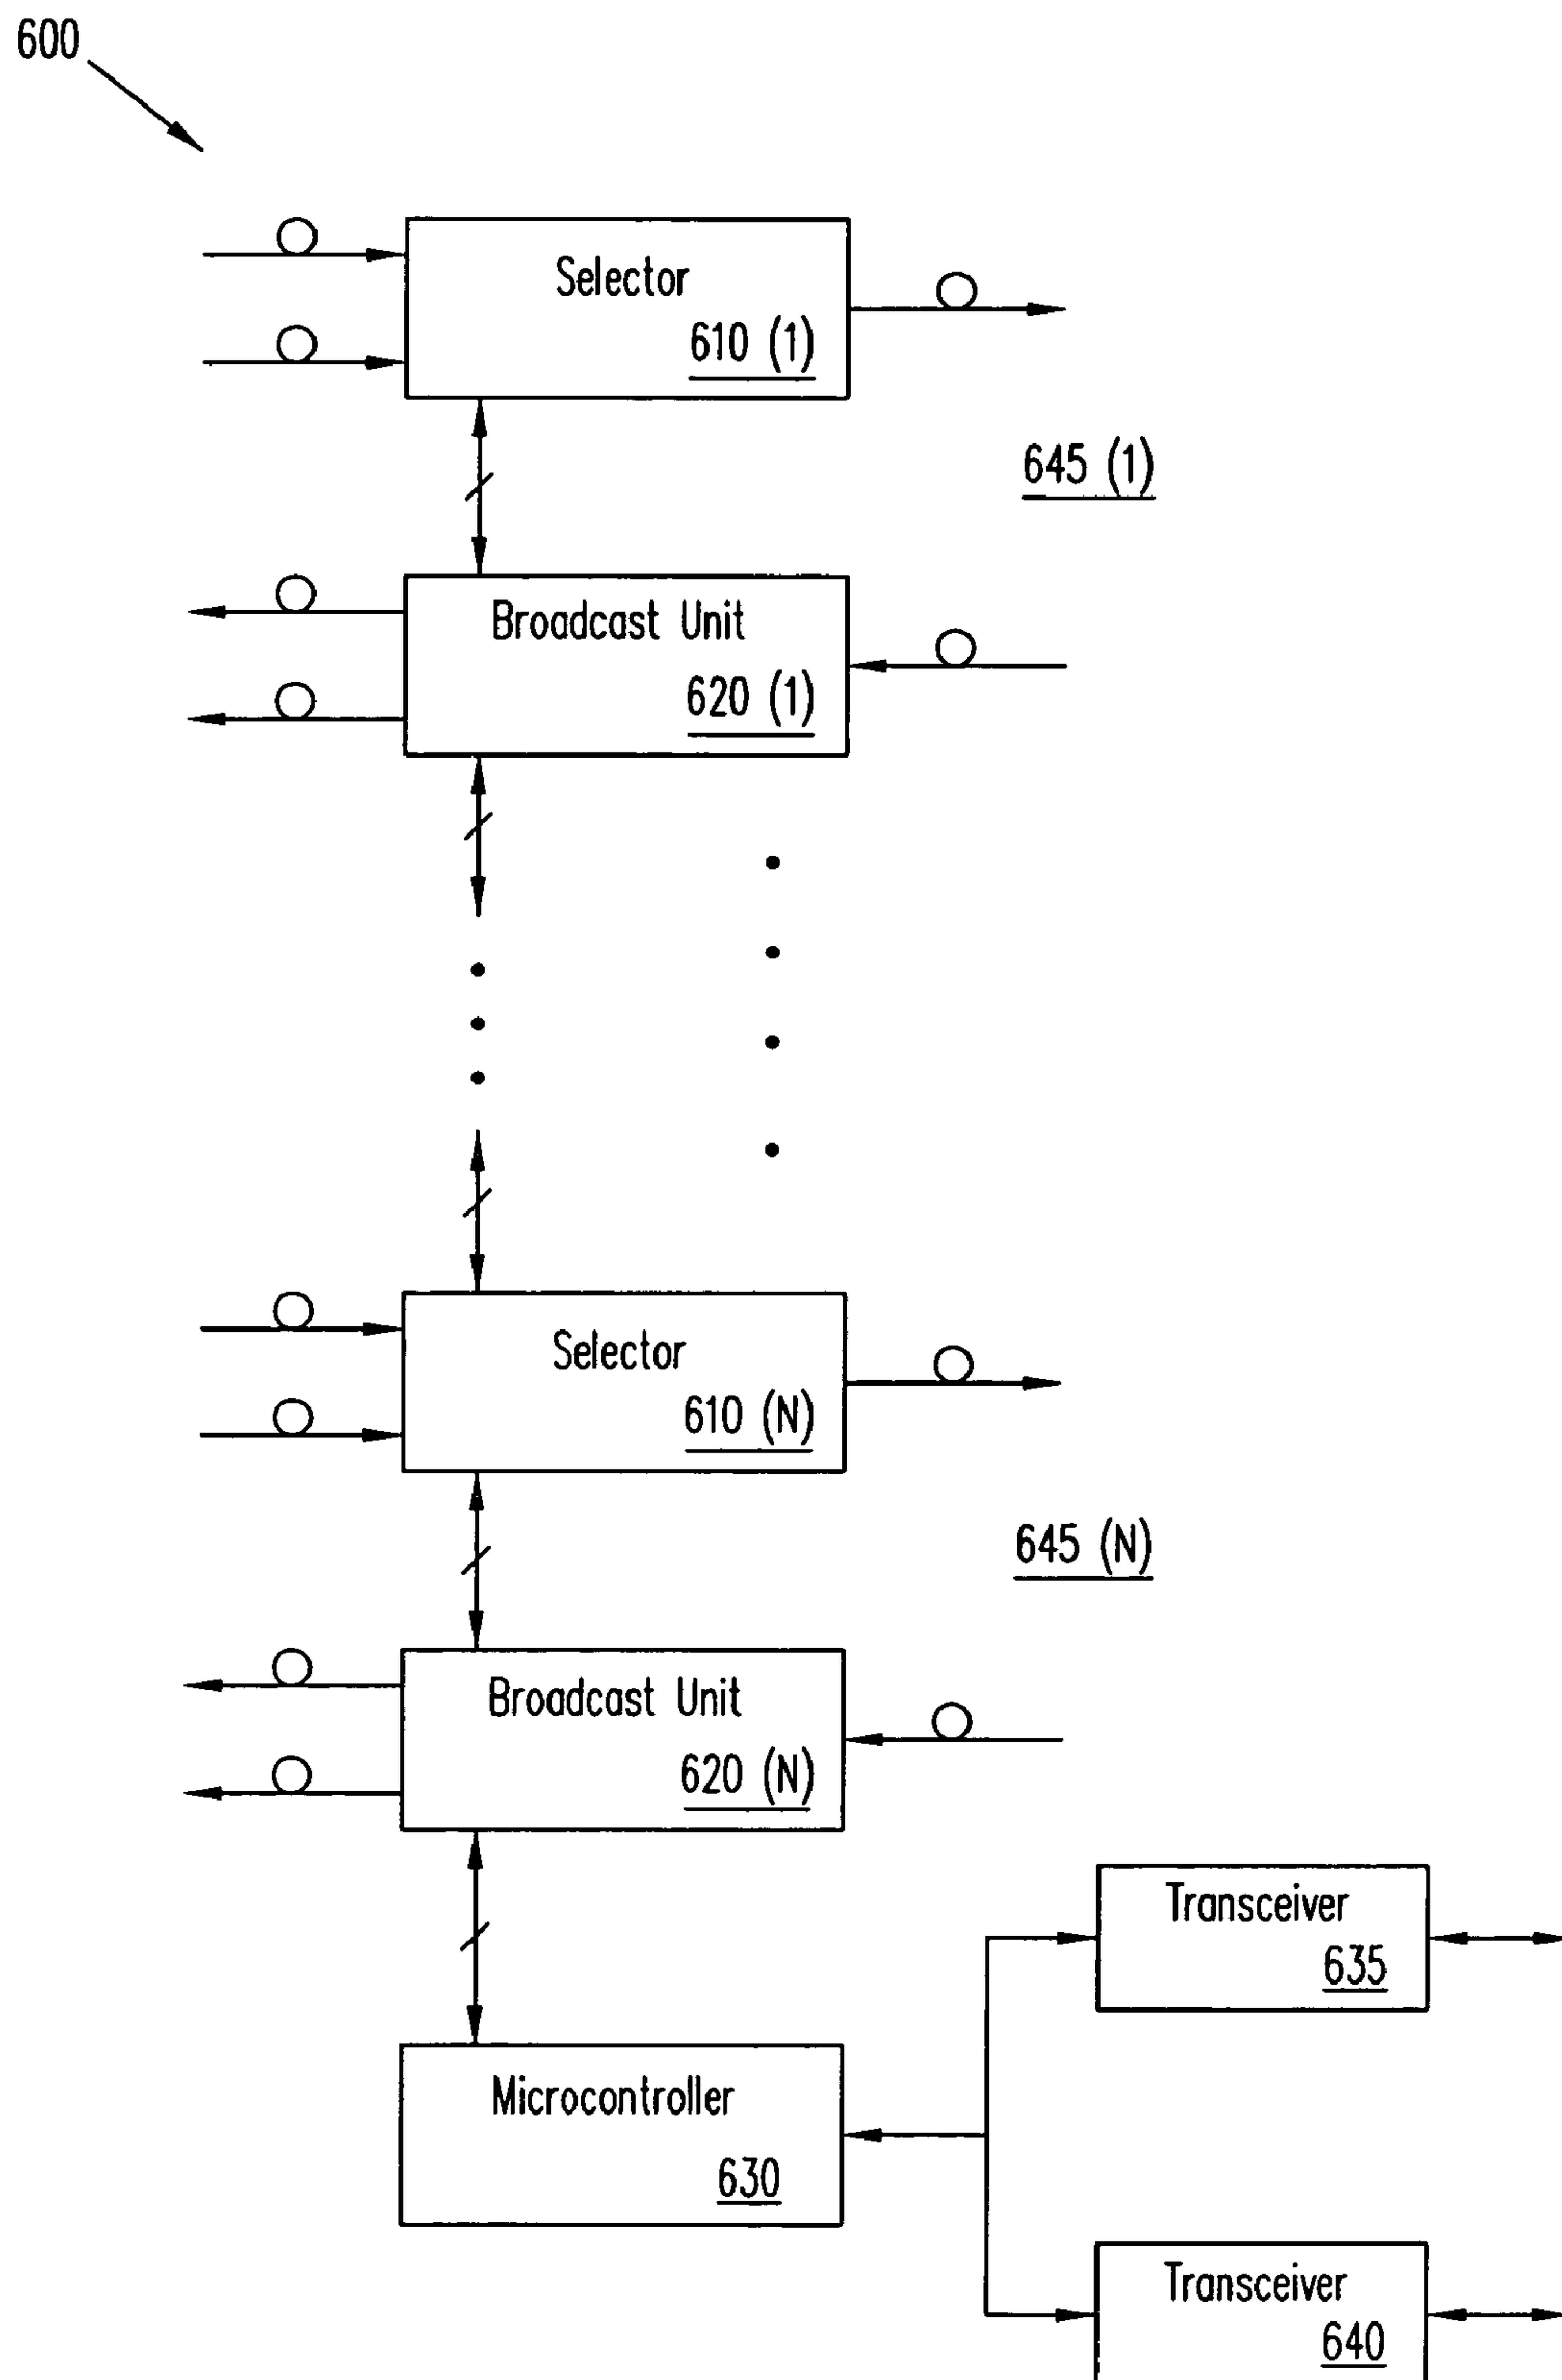 600
Selector
610 (1)
645 (1)
Broadcast Unit
620 (1)
Selector
610 (N)
645 (N)
Broadcast Unit
620 (N)
Transceiver
635
Microcontroller
630
Transceiver
640